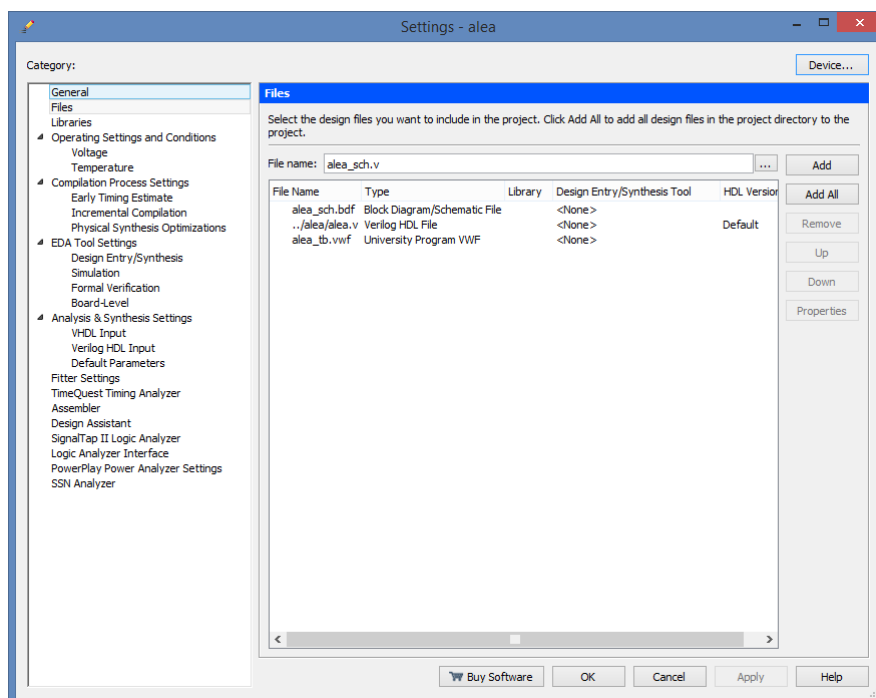 Settings - alea
Category:
Device...
General
Files
Libraries
Operating Settings and Conditions
Voltage
Temperature
Compilation Process Settings
Early Timing Estimate
Incremental Compilation
Physical Synthesis Optimizations
EDA Tool Settings
Design Entry/Synthesis
Simulation
Formal Verification
Board-Level
Analysis & Synthesis Settings
VHDL Input
Verilog HDL Input
Default Parameters
Fitter Settings
TimeQuest Timing Analyzer
Assembler
Design Assistant
SignalTap II Logic Analyzer
Logic Analyzer Interface
PowerPlay Power Analyzer Settings
SSN Analyzer
Files
Select the design files you want to include in the project. Click Add All to add all design files in the project directory to the
project.
File name: alea_sch.v ... Add
File Name Type Library Design Entry/Synthesis Tool HDL Version
alea_sch.bdf Block Diagram/Schematic File <None>
../alea/alea.v Verilog HDL File <None> Default
alea_tb.vwf University Program VWF <None>
Add All
Remove
Up
Down
Properties
Buy Software OK Cancel Apply Help